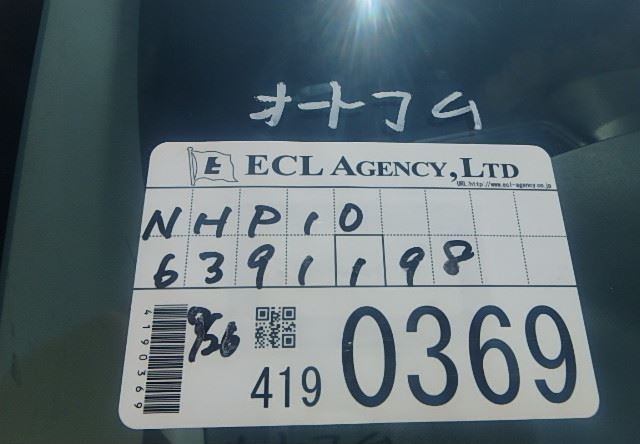 オートコム
E ECL AGENCY, LTD
URL:http://www.ecl-agency.co.jp
NHP10
6391198
4190369
956
419 0369